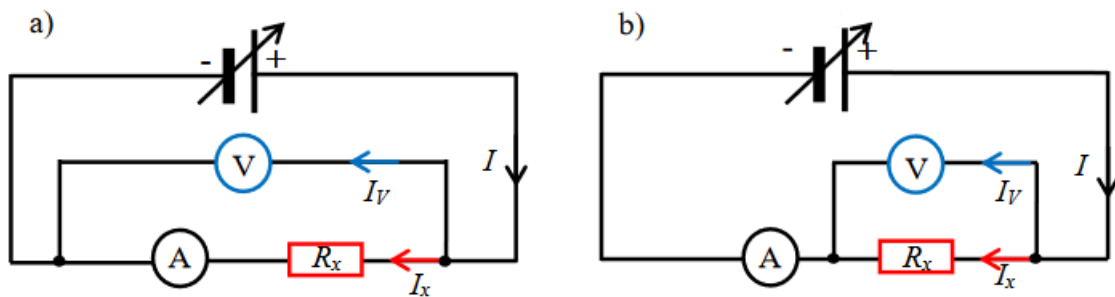 a)
- +
V
I_V
I
A
R_x
I_x
b)
- +
V
I_V
I
A
R_x
I_x